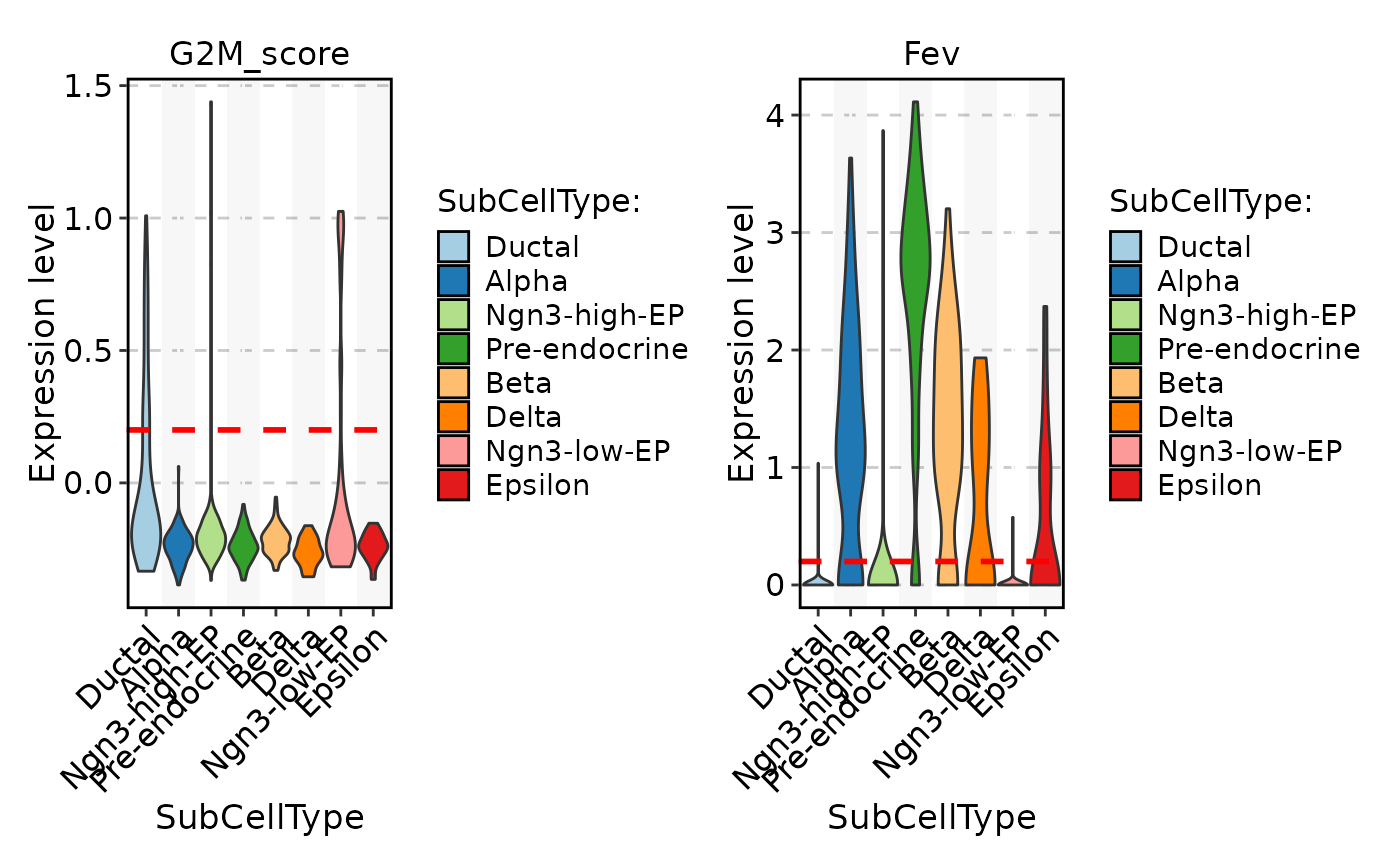 G2M_score
Expression level
1.5
1.0
0.5
0.0
Ductal
Alpha
Ngn3-high-EP
Pre-endocrine
Beta
Delta
Ngn3-low-EP
Epsilon
SubCellType
SubCellType:
Ductal
Alpha
Ngn3-high-EP
Pre-endocrine
Beta
Delta
Ngn3-low-EP
Epsilon
Fev
Expression level
4
3
2
1
0
Ductal
Alpha
Ngn3-high-EP
Pre-endocrine
Beta
Delta
Ngn3-low-EP
Epsilon
SubCellType
SubCellType:
Ductal
Alpha
Ngn3-high-EP
Pre-endocrine
Beta
Delta
Ngn3-low-EP
Epsilon